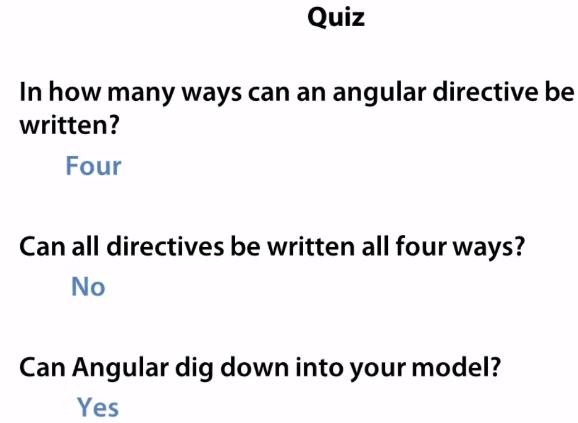 Quiz
In how many ways can an angular directive be
written?
Four
Can all directives be written all four ways?
No
Can Angular dig down into your model?
Yes